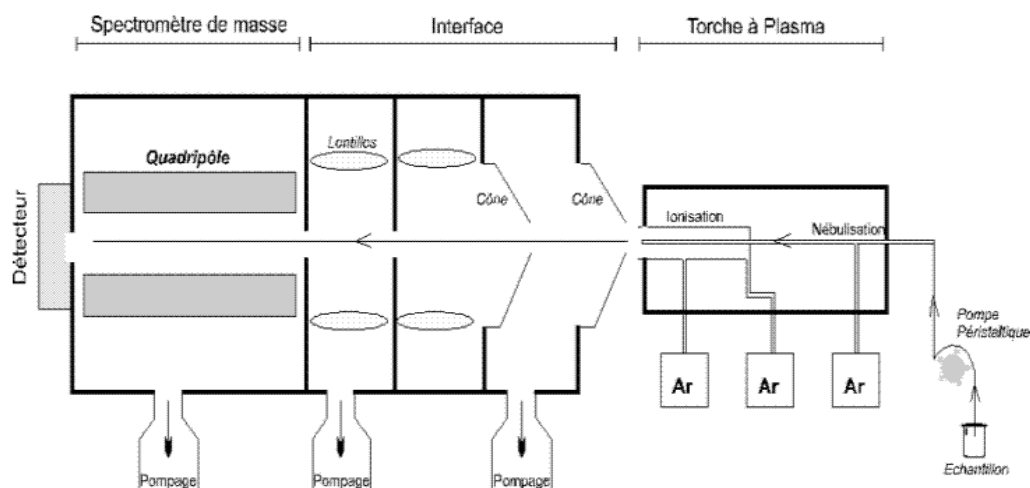 Spectromètre de masse
Interface
Torche à Plasma
Lentilles
Quadripôle
Cône
Cône
Ionisation
Nébulisation
Détecteur
Pompe
Péristaltique
Ar
Ar
Ar
Echantillon
Pompage
Pompage
Pompage